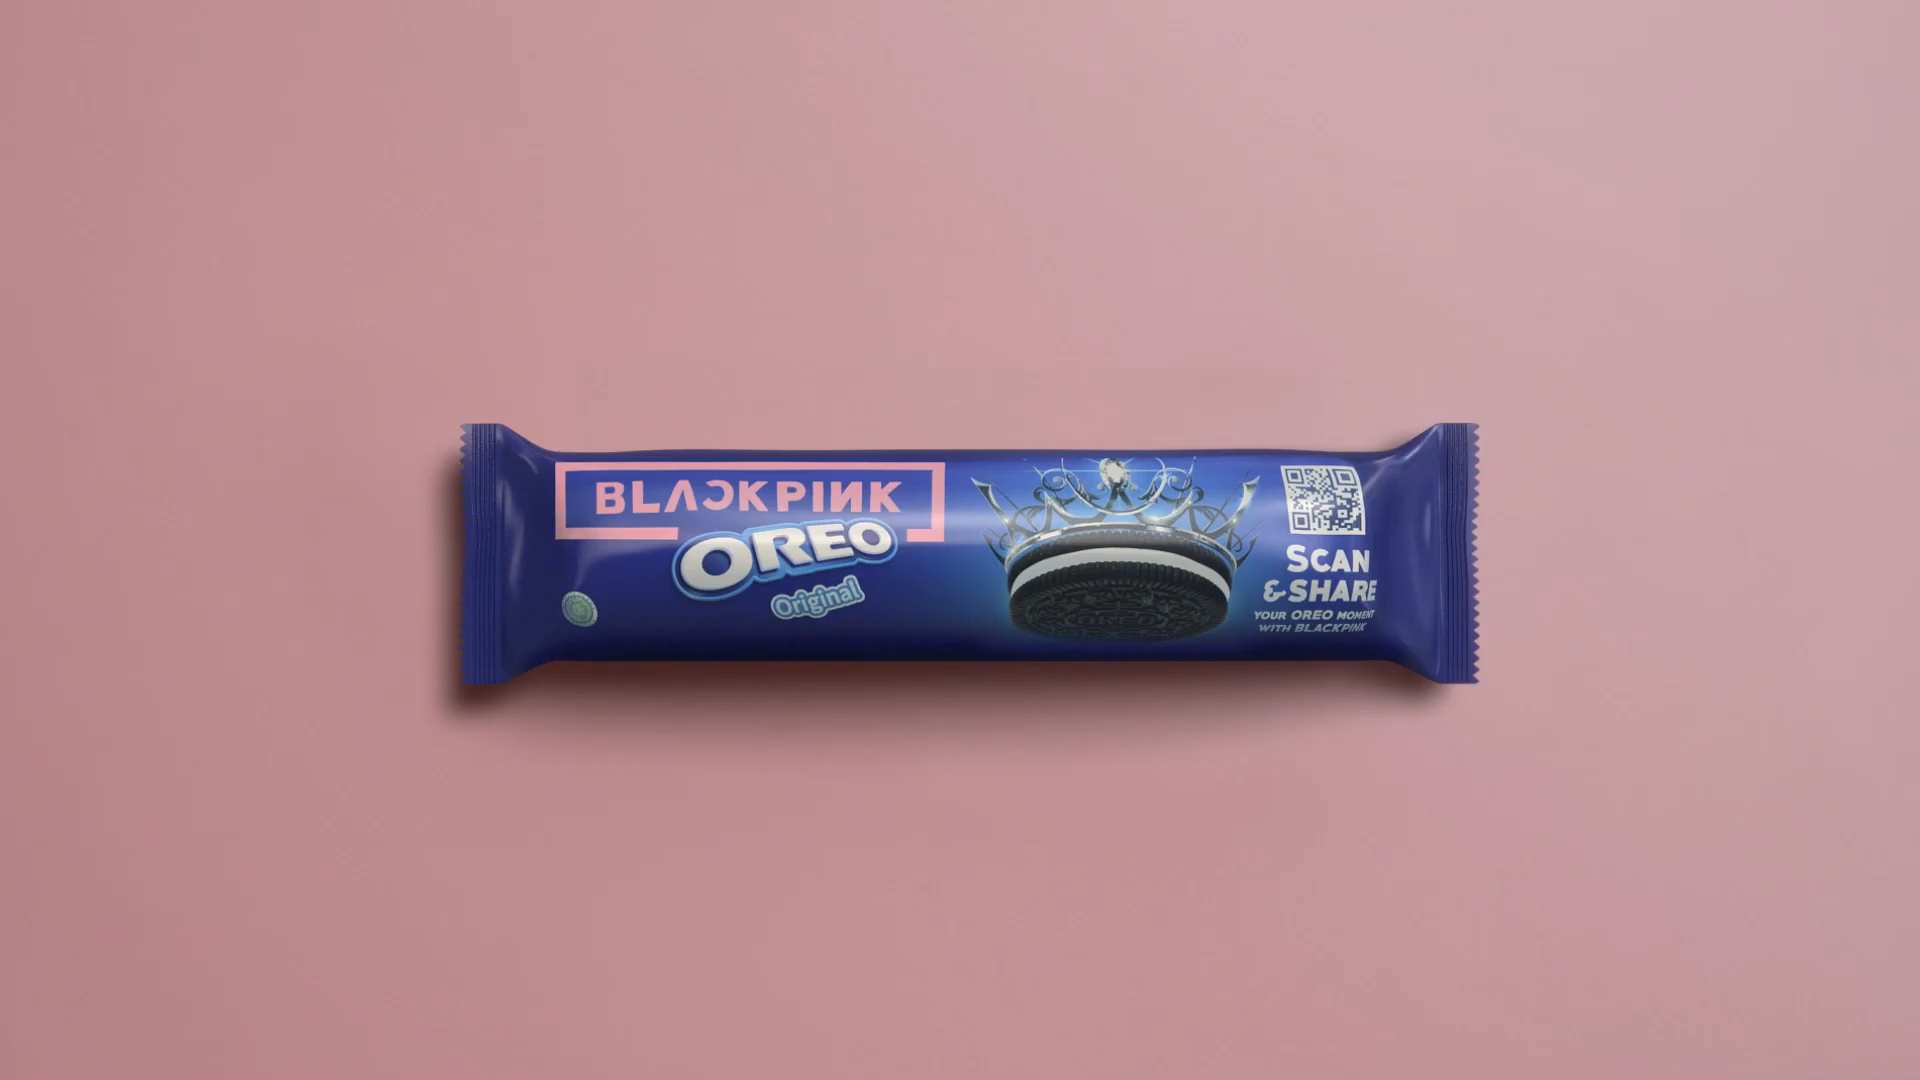 BLACKPINK
OREO
Original
OREO
SCAN
& SHARE
YOUR OREO MOMENT
WITH BLACKPINK